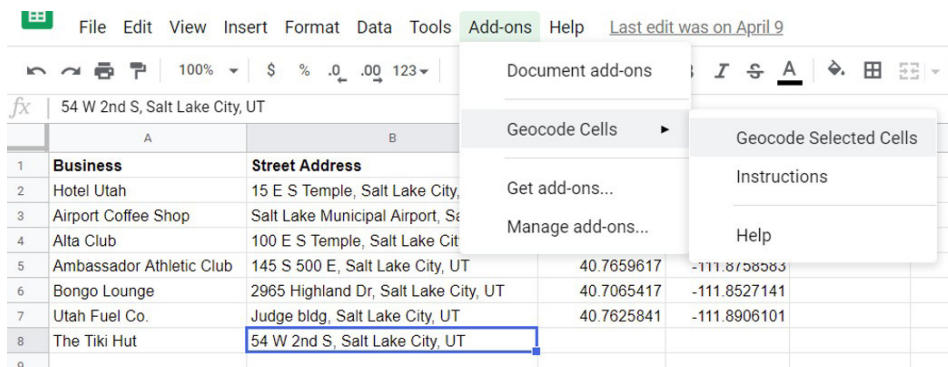 File Edit View Insert Format Data Tools Add-ons Help Last edit was on April 9
100% $ % .0 .00 123 I S A
Document add-ons
Geocode Cells
Get add-ons...
Manage add-ons...
Geocode Selected Cells
Instructions
Help
fx 54 W 2nd S, Salt Lake City, UT
A B
1 Business Street Address
2 Hotel Utah 15 E S Temple, Salt Lake City,
3 Airport Coffee Shop Salt Lake Municipal Airport, Sa
4 Alta Club 100 E S Temple, Salt Lake Cit
5 Ambassador Athletic Club 145 S 500 E, Salt Lake City, UT 40.7659617 -111.8758583
6 Bongo Lounge 2965 Highland Dr, Salt Lake City, UT 40.7065417 -111.8527141
7 Utah Fuel Co. Judge bldg, Salt Lake City, UT 40.7625841 -111.8906101
8 The Tiki Hut 54 W 2nd S, Salt Lake City, UT
9